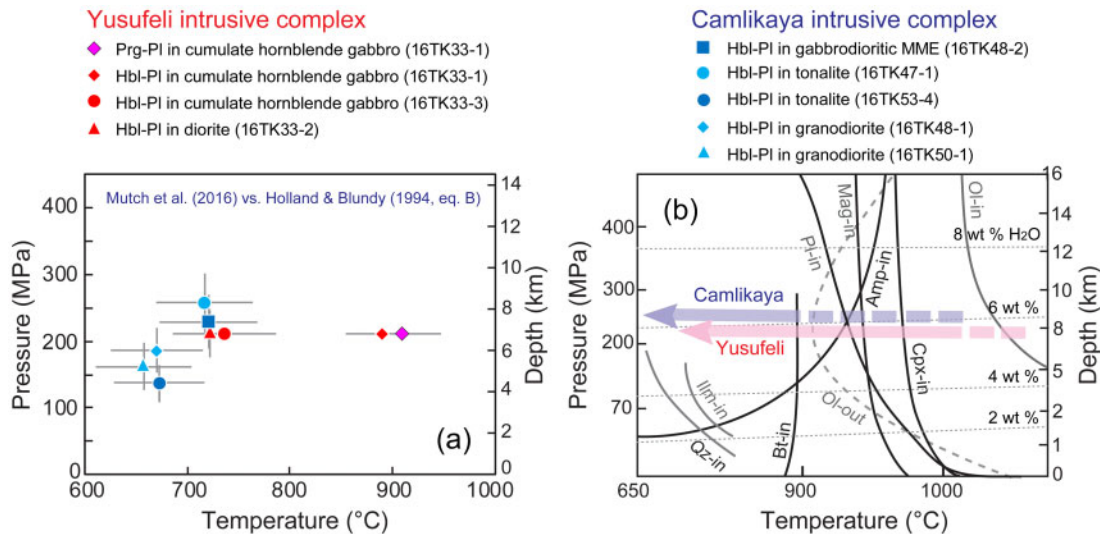 Yusufeli intrusive complex
Prg-Pl in cumulate hornblende gabbro (16TK33-1)
Hbl-Pl in cumulate hornblende gabbro (16TK33-1)
Hbl-Pl in cumulate hornblende gabbro (16TK33-3)
Hbl-Pl in diorite (16TK33-2)
Camlikaya intrusive complex
Hbl-Pl in gabbrodioritic MME (16TK48-2)
Hbl-Pl in tonalite (16TK47-1)
Hbl-Pl in tonalite (16TK53-4)
Hbl-Pl in granodiorite (16TK48-1)
Hbl-Pl in granodiorite (16TK50-1)
Mutch et al. (2016) vs. Holland & Blundy (1994, eq. B)
Pressure (MPa)
400
300
200
100
0
Depth (km)
14
12
10
8
6
4
2
0
(a)
600
700
800
900
1000
Temperature (°C)
(b)
Pressure (MPa)
400
300
200
70
Depth (km)
16
14
12
10
8
5
2
1
0
Pl-in
Mag-in
Amp-in
Cpx-in
Ol-in
Ol-out
Bt-in
Ilm-in
Qz-in
8 wt % H2O
6 wt %
4 wt %
2 wt %
Camlikaya
Yusufeli
650
900
1000
Temperature (°C)